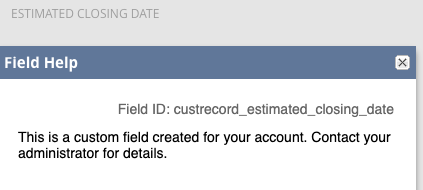 ESTIMATED CLOSING DATE
Field Help
Field ID: custrecord_estimated_closing_date
This is a custom field created for your account. Contact your
administrator for details.